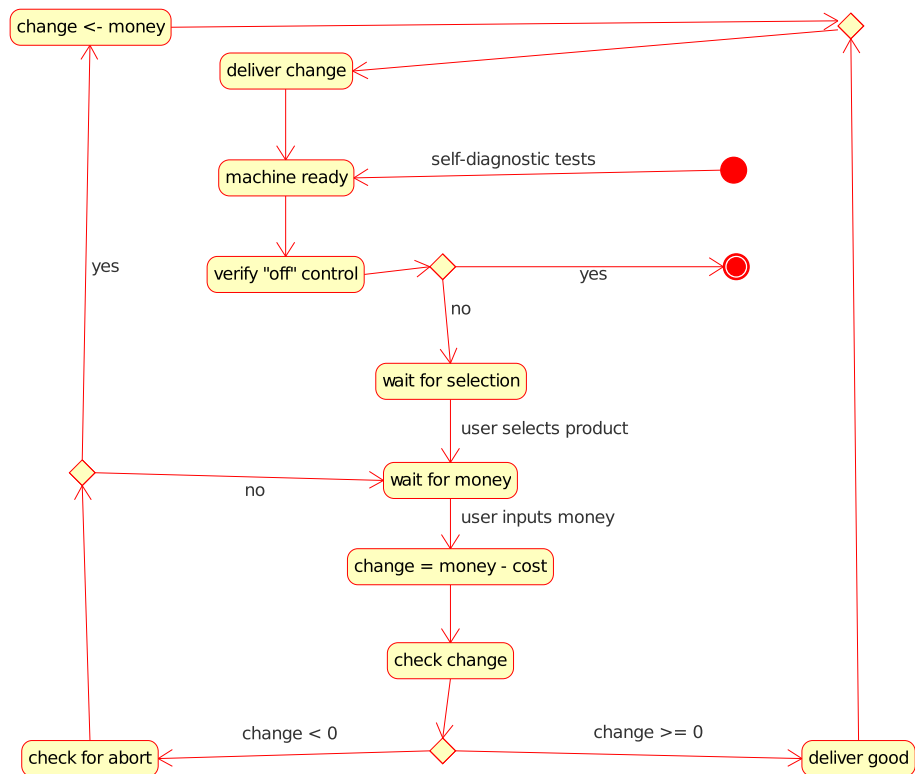 change <- money
deliver change
self-diagnostic tests
machine ready
yes
verify "off" control
yes
no
wait for selection
user selects product
wait for money
no
user inputs money
change = money - cost
check change
change < 0
change >= 0
check for abort
deliver good